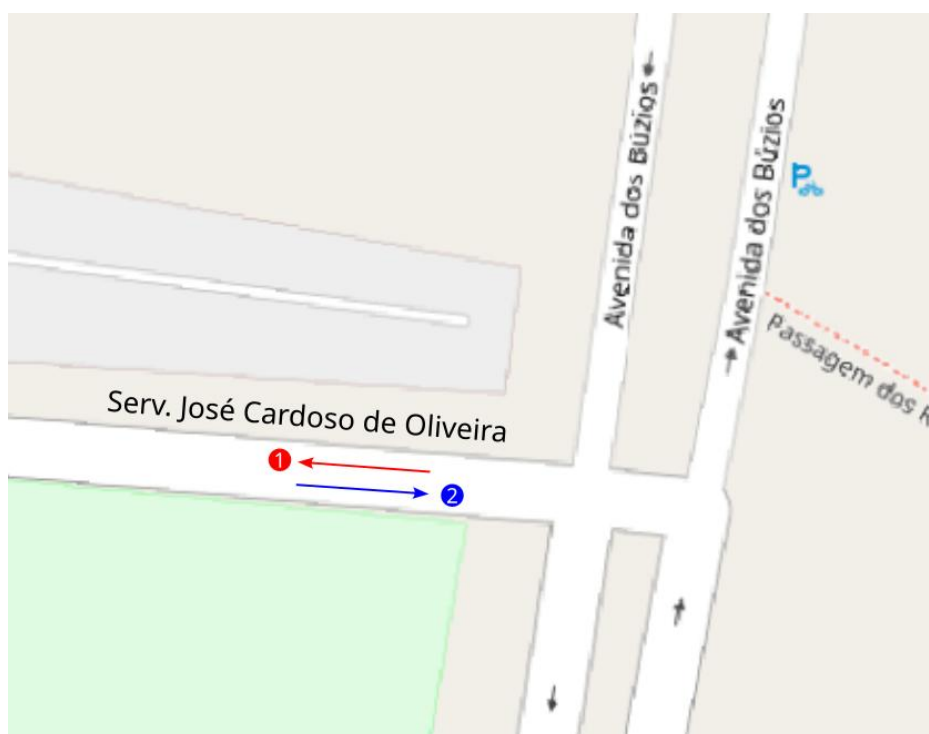 Avenida dos Búzios
Avenida dos Búzios
P
Passagem dos R
Serv. José Cardoso de Oliveira
1
2